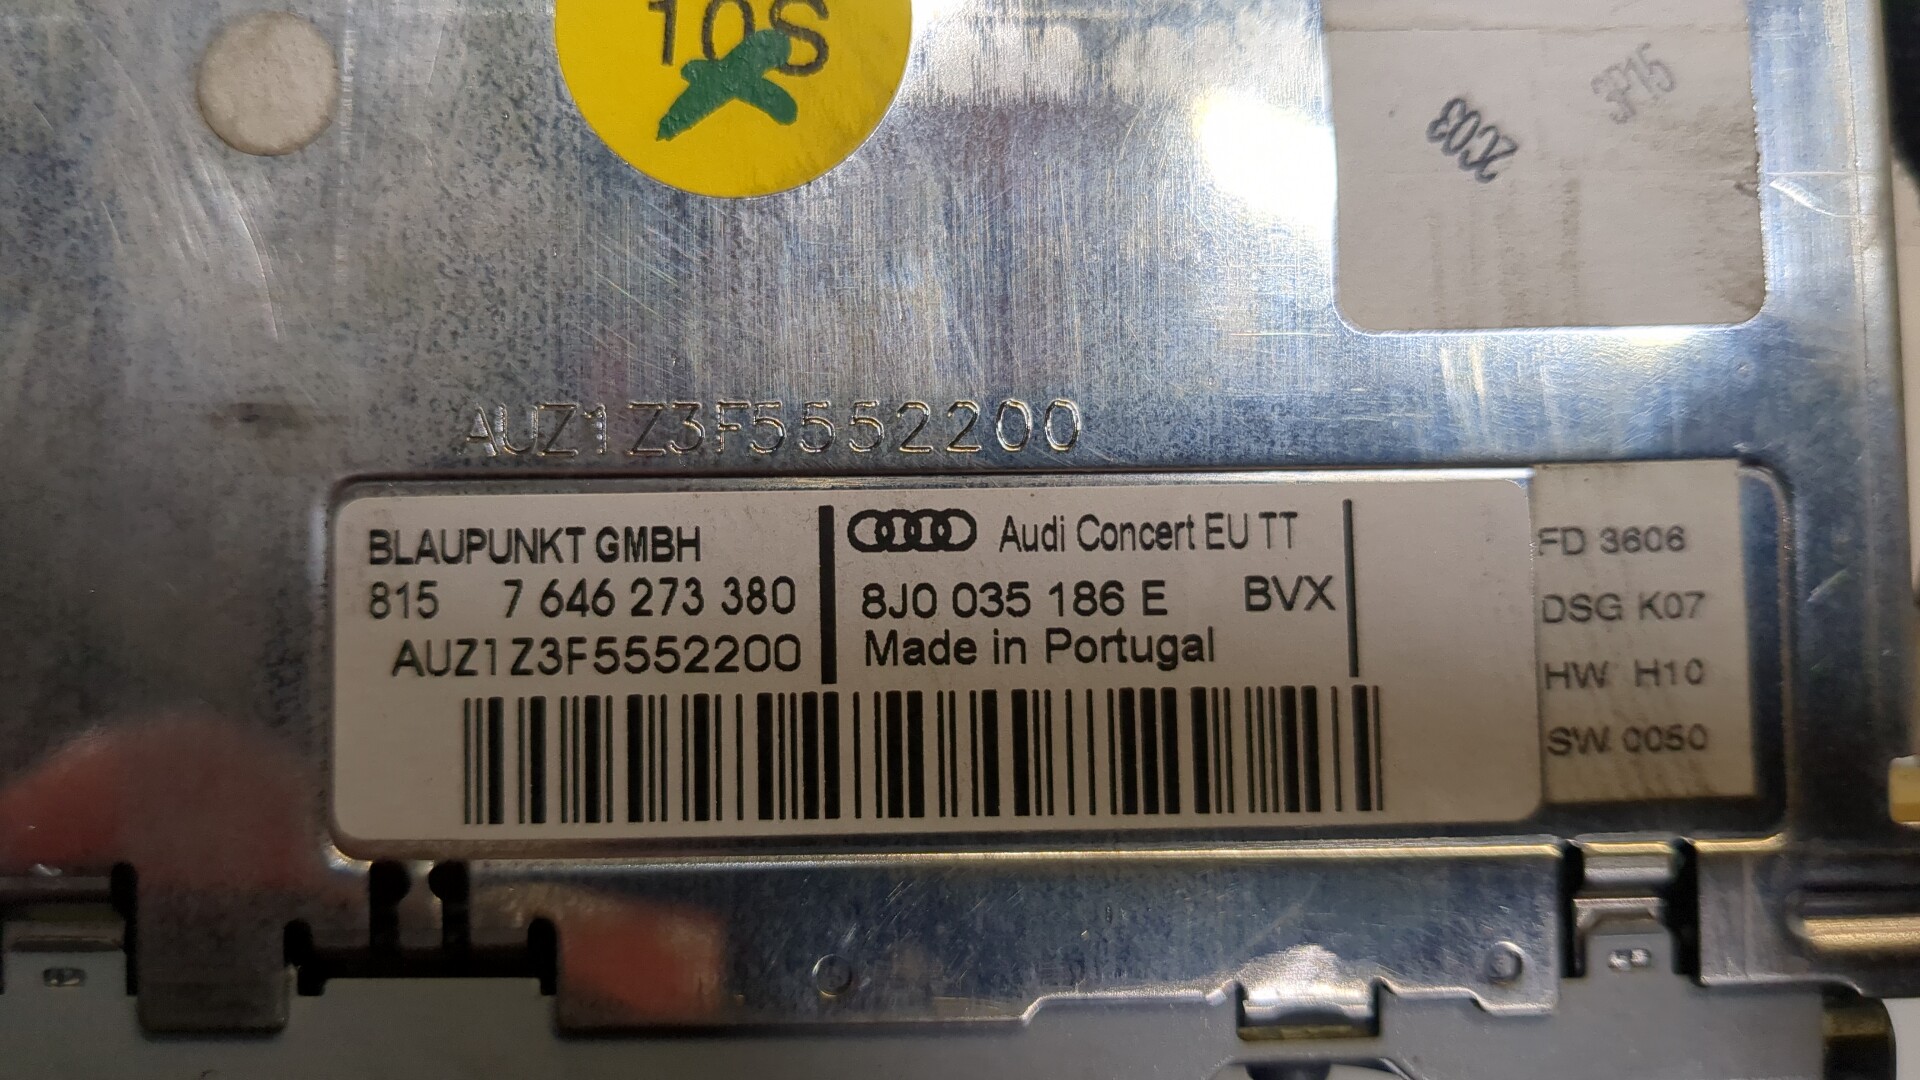 10S
2C03
3P15
AUZ1Z3F5552200
BLAUPUNKT GMBH
815 7 646 273 380
AUZ1Z3F5552200
Audi Concert EU TT
8J0 035 186 E BVX
Made in Portugal
FD 3606
DSG K07
HW H10
SW 0050